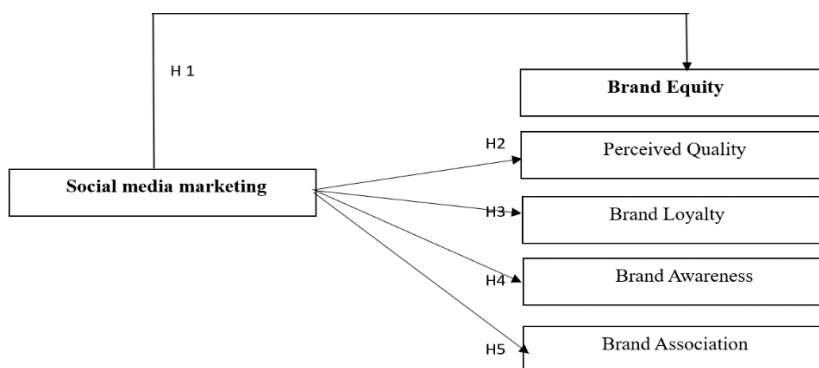 H 1
Brand Equity
H2
Perceived Quality
Social media marketing
H3
Brand Loyalty
H4
Brand Awareness
H5
Brand Association